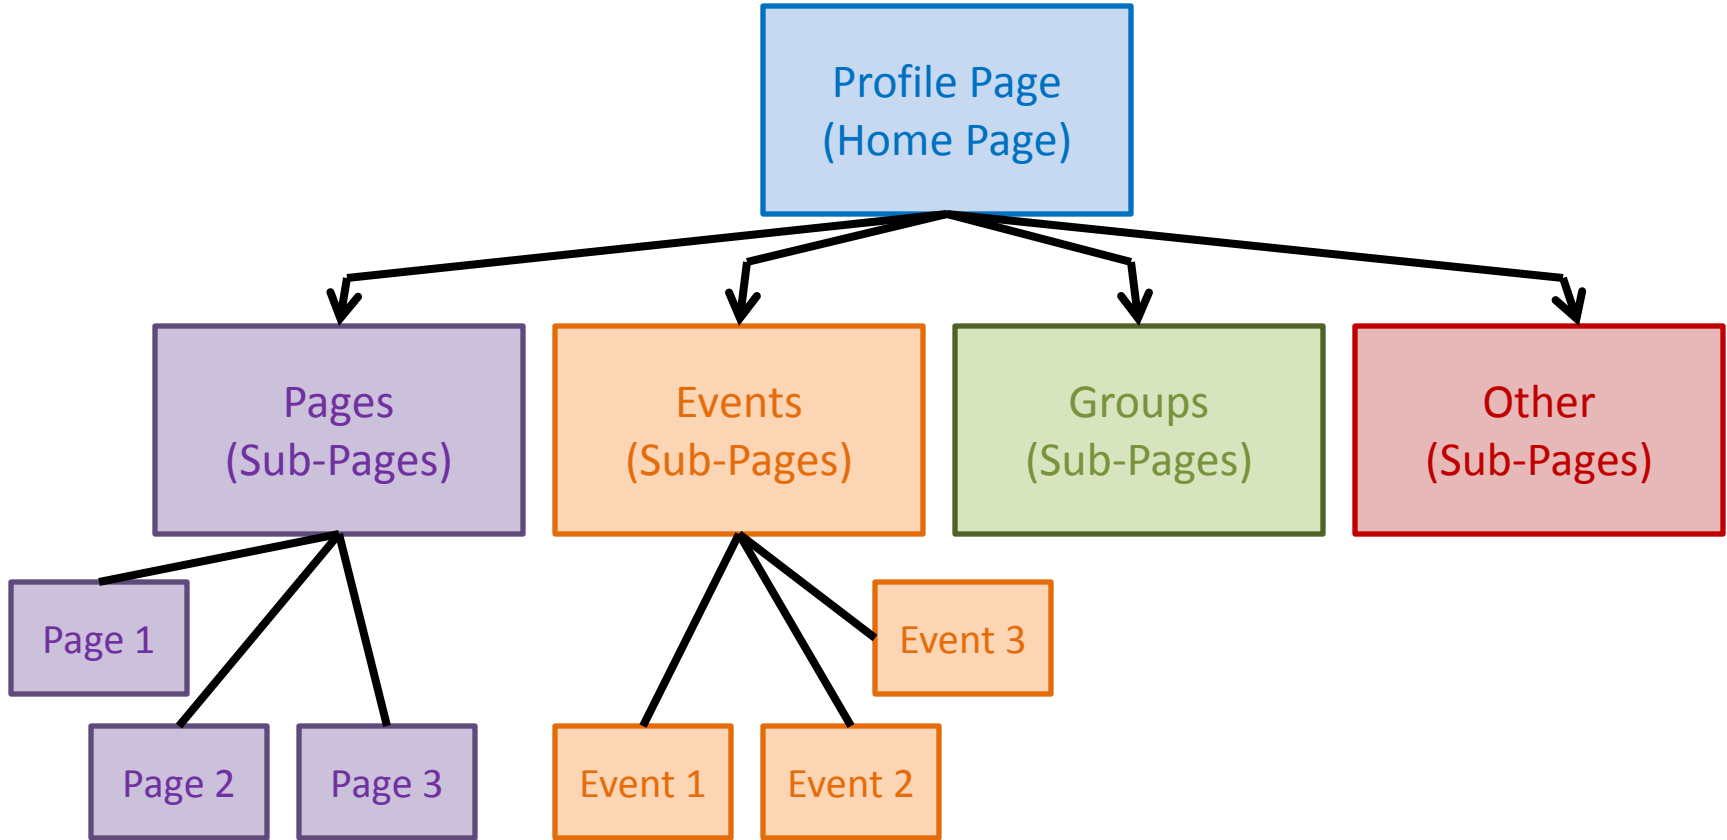 Profile Page
(Home Page)
Pages
(Sub-Pages)
Events
(Sub-Pages)
Groups
(Sub-Pages)
Other
(Sub-Pages)
Page 1
Event 3
Page 2
Page 3
Event 1
Event 2